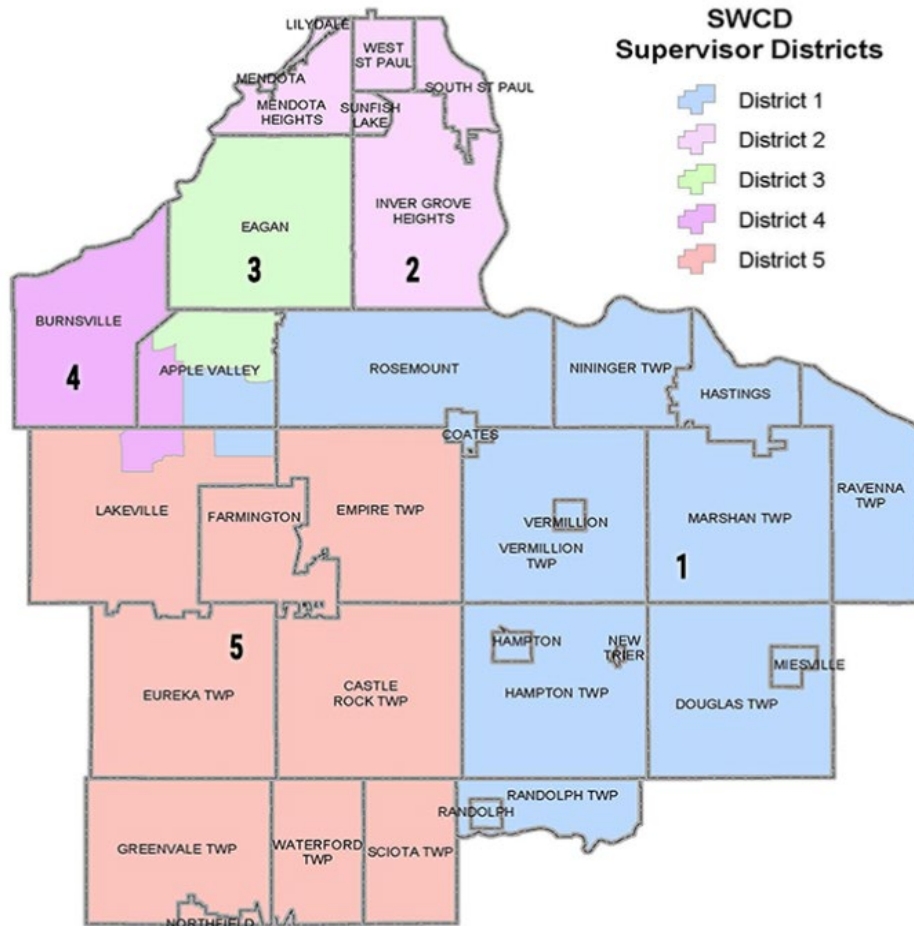 SWCD
Supervisor Districts
District 1
District 2
District 3
District 4
District 5
LILYDALE
WEST
ST PAUL
MENDOTA
SOUTH ST PAUL
MENDOTA
HEIGHTS
SUNFISH
LAKE
INVER GROVE
HEIGHTS
EAGAN
3
2
BURNSVILLE
4
APPLE VALLEY
ROSEMOUNT
NININGER TWP
HASTINGS
COATES
RAVENNA
TWP
LAKEVILLE
FARMINGTON
EMPIRE TWP
VERMILLION
VERMILLION
TWP
MARSHAN TWP
1
5
HAMPTON
NEW
TRIER
MIESVILLE
EUREKA TWP
CASTLE
ROCK TWP
HAMPTON TWP
DOUGLAS TWP
RANDOLPH TWP
RANDOLPH
GREENVALE TWP
WATERFORD
TWP
SCIOTA TWP
NORTHFIELD